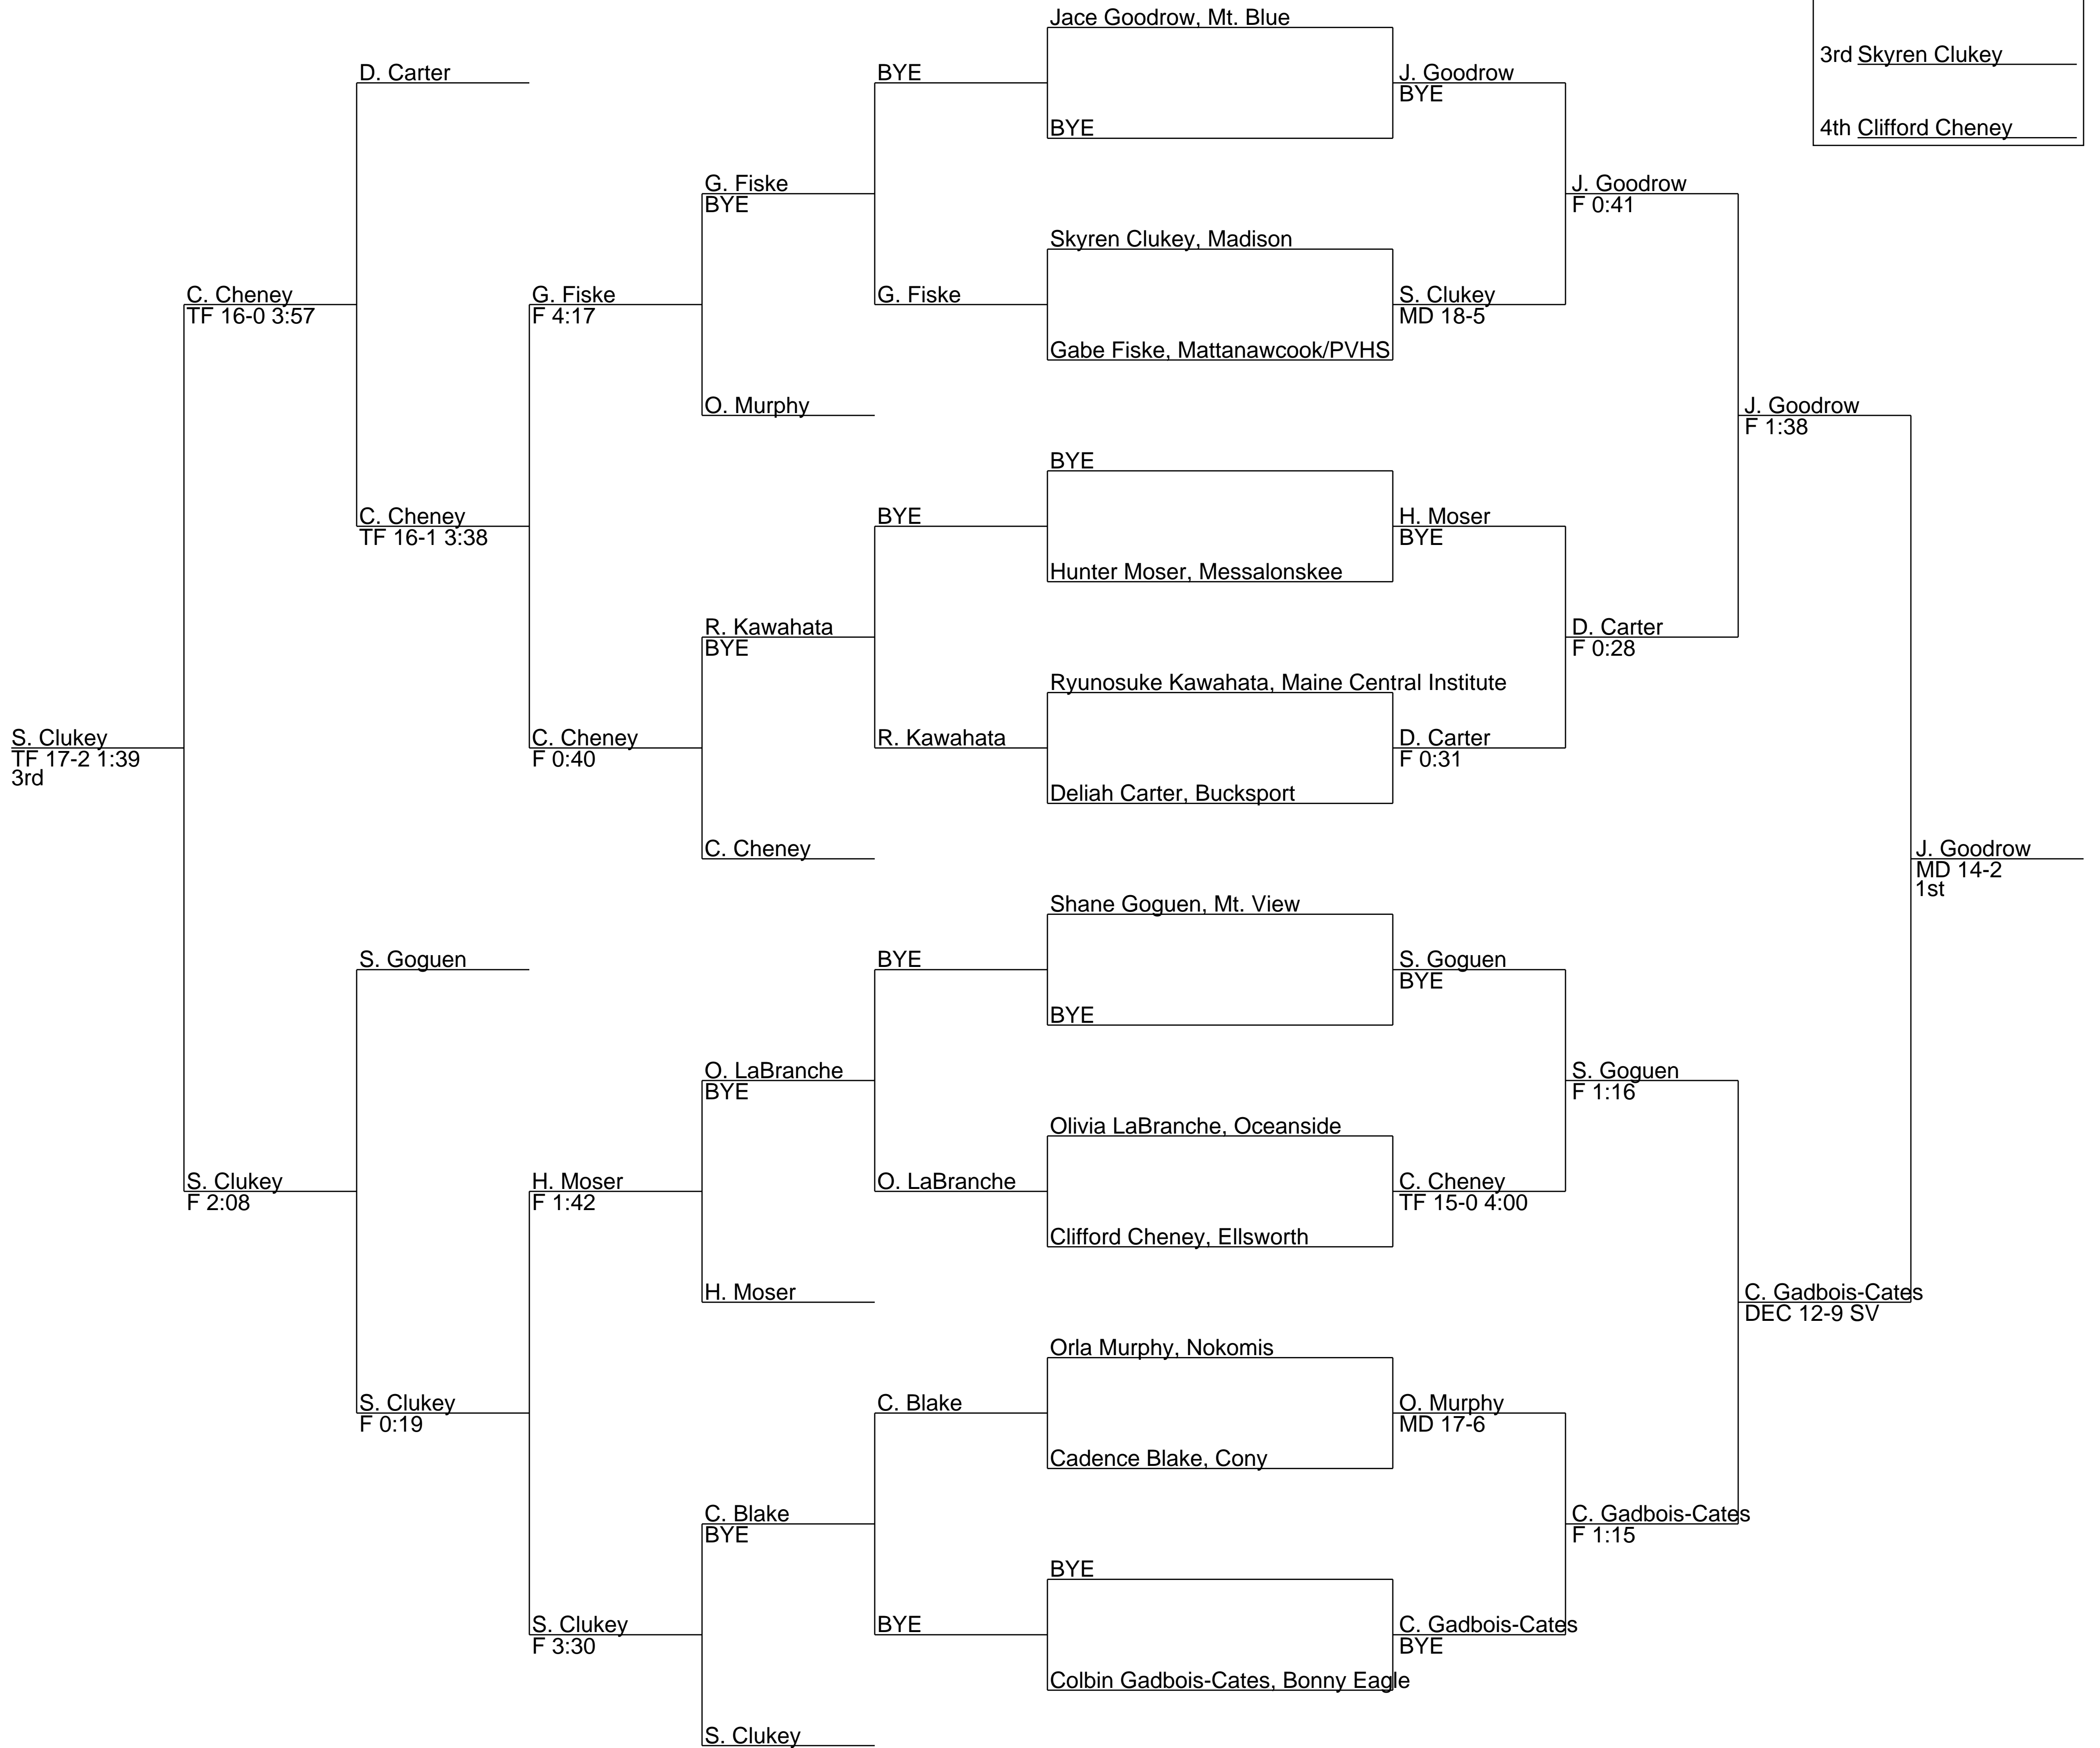 Jace Goodrow, Mt. Blue
3rd Skyren Clukey
D. Carter
BYE
J. Goodrow
BYE
BYE
4th Clifford Cheney
G. Fiske
BYE
J. Goodrow
F 0:41
Skyren Clukey, Madison
C. Cheney
TF 16-0 3:57
G. Fiske
F 4:17
G. Fiske
S. Clukey
MD 18-5
Gabe Fiske, Mattanawcook/PVHS
O. Murphy
J. Goodrow
F 1:38
BYE
C. Cheney
TF 16-1 3:38
BYE
H. Moser
BYE
Hunter Moser, Messalonskee
R. Kawahata
BYE
D. Carter
F 0:28
Ryunosuke Kawahata, Maine Central Institute
S. Clukey
TF 17-2 1:39
3rd
C. Cheney
F 0:40
R. Kawahata
D. Carter
F 0:31
Deliah Carter, Bucksport
C. Cheney
J. Goodrow
MD 14-2
1st
Shane Goguen, Mt. View
S. Goguen
BYE
S. Goguen
BYE
BYE
O. LaBranche
BYE
S. Goguen
F 1:16
Olivia LaBranche, Oceanside
S. Clukey
F 2:08
H. Moser
F 1:42
O. LaBranche
C. Cheney
TF 15-0 4:00
Clifford Cheney, Ellsworth
H. Moser
C. Gadbois-Cates
DEC 12-9 SV
Orla Murphy, Nokomis
S. Clukey
F 0:19
C. Blake
O. Murphy
MD 17-6
Cadence Blake, Cony
C. Blake
BYE
C. Gadbois-Cates
F 1:15
BYE
S. Clukey
F 3:30
BYE
C. Gadbois-Cates
BYE
Colbin Gadbois-Cates, Bonny Eagle
S. Clukey